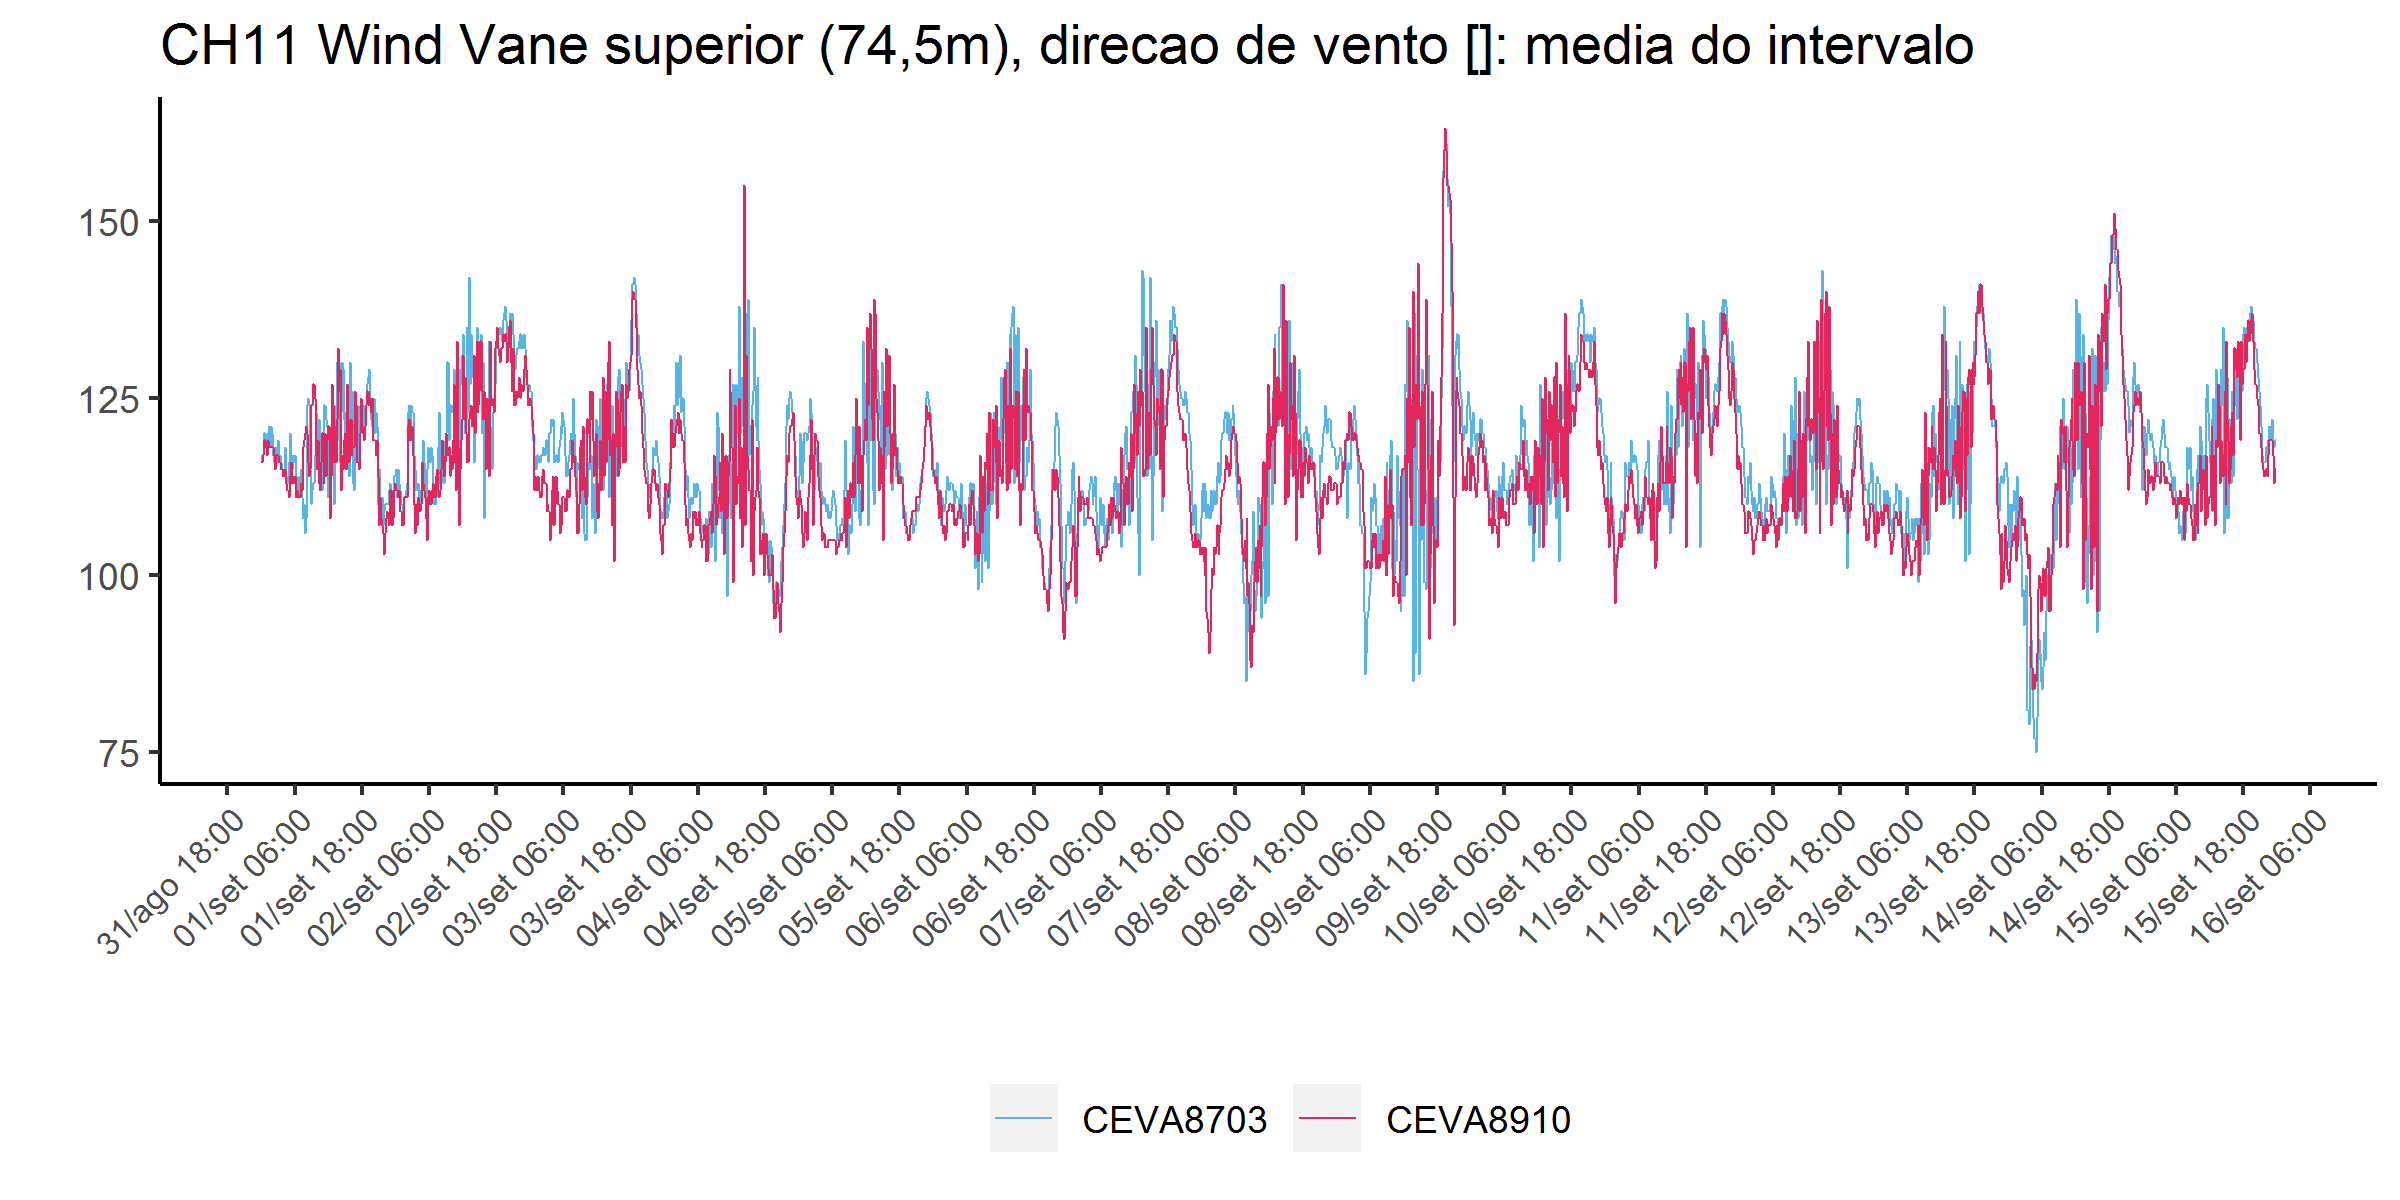 CH11 Wind Vane superior (74,5m), direcao de vento []: media do intervalo
150
125
100
75
31/ago 18:00
01/set 06:00
01/set 18:00
02/set 06:00
02/set 18:00
03/set 06:00
03/set 18:00
04/set 06:00
04/set 18:00
05/set 06:00
05/set 18:00
06/set 06:00
06/set 18:00
07/set 06:00
07/set 18:00
08/set 06:00
08/set 18:00
09/set 06:00
09/set 18:00
10/set 06:00
10/set 18:00
11/set 06:00
11/set 18:00
12/set 06:00
12/set 18:00
13/set 06:00
13/set 18:00
14/set 06:00
14/set 18:00
15/set 06:00
15/set 18:00
16/set 06:00
CEVA8703 CEVA8910